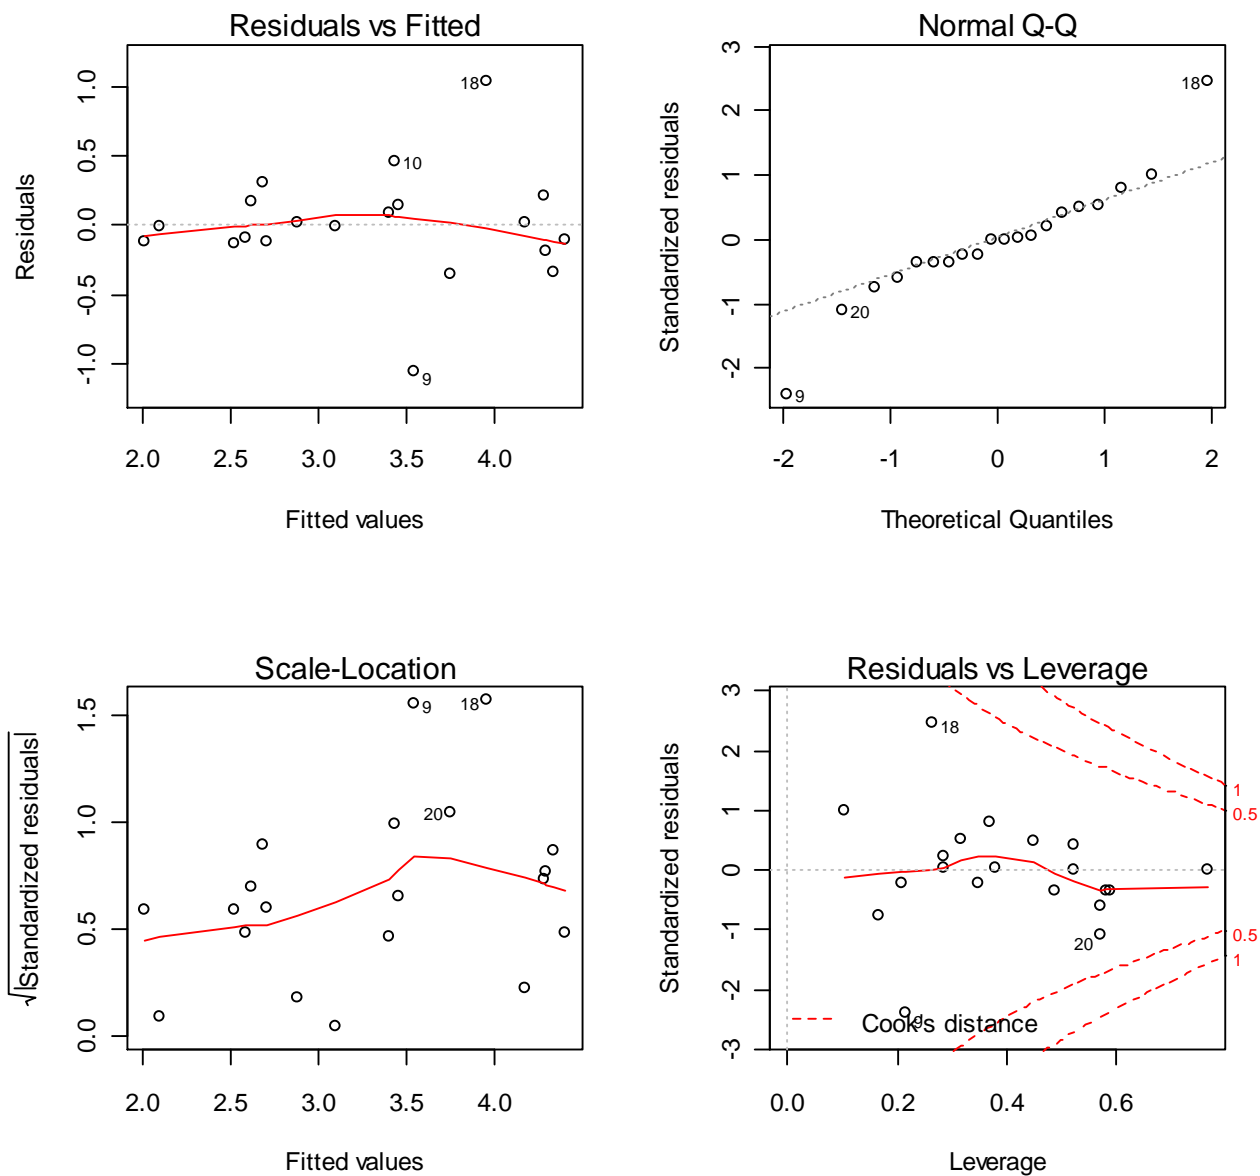 Residuals vs Fitted
Residuals
1.0
0.5
0.0
-0.5
-1.0
18
10
9
2.0 2.5 3.0 3.5 4.0
Fitted values
Normal Q-Q
Standardized residuals
3
2
1
0
-1
-2
18
20
9
-2 -1 0 1 2
Theoretical Quantiles
Scale-Location
√|Standardized residuals|
1.5
1.0
0.5
0.0
9
18
20
2.0 2.5 3.0 3.5 4.0
Fitted values
Residuals vs Leverage
Standardized residuals
3
2
1
0
-1
-2
-3
18
20
9
1
0.5
0.5
1
Cook's distance
0.0 0.2 0.4 0.6
Leverage